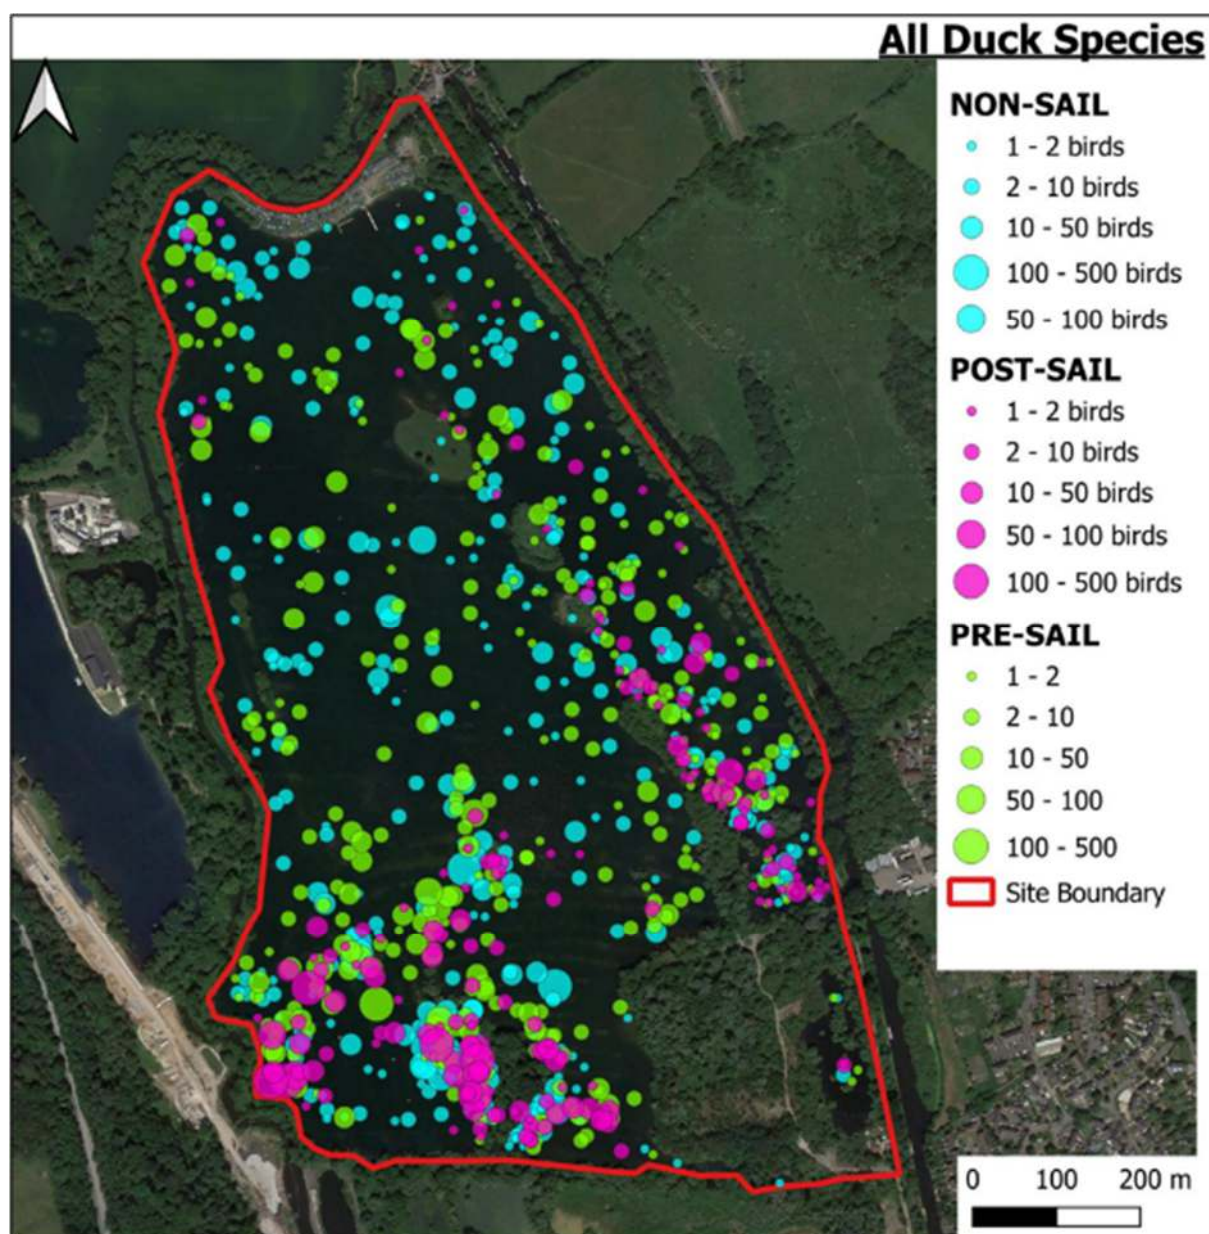 All Duck Species
NON-SAIL
1 - 2 birds
2 - 10 birds
10 - 50 birds
100 - 500 birds
50 - 100 birds
POST-SAIL
1 - 2 birds
2 - 10 birds
10 - 50 birds
50 - 100 birds
100 - 500 birds
PRE-SAIL
1 - 2
2 - 10
10 - 50
50 - 100
100 - 500
Site Boundary
0 100 200 m